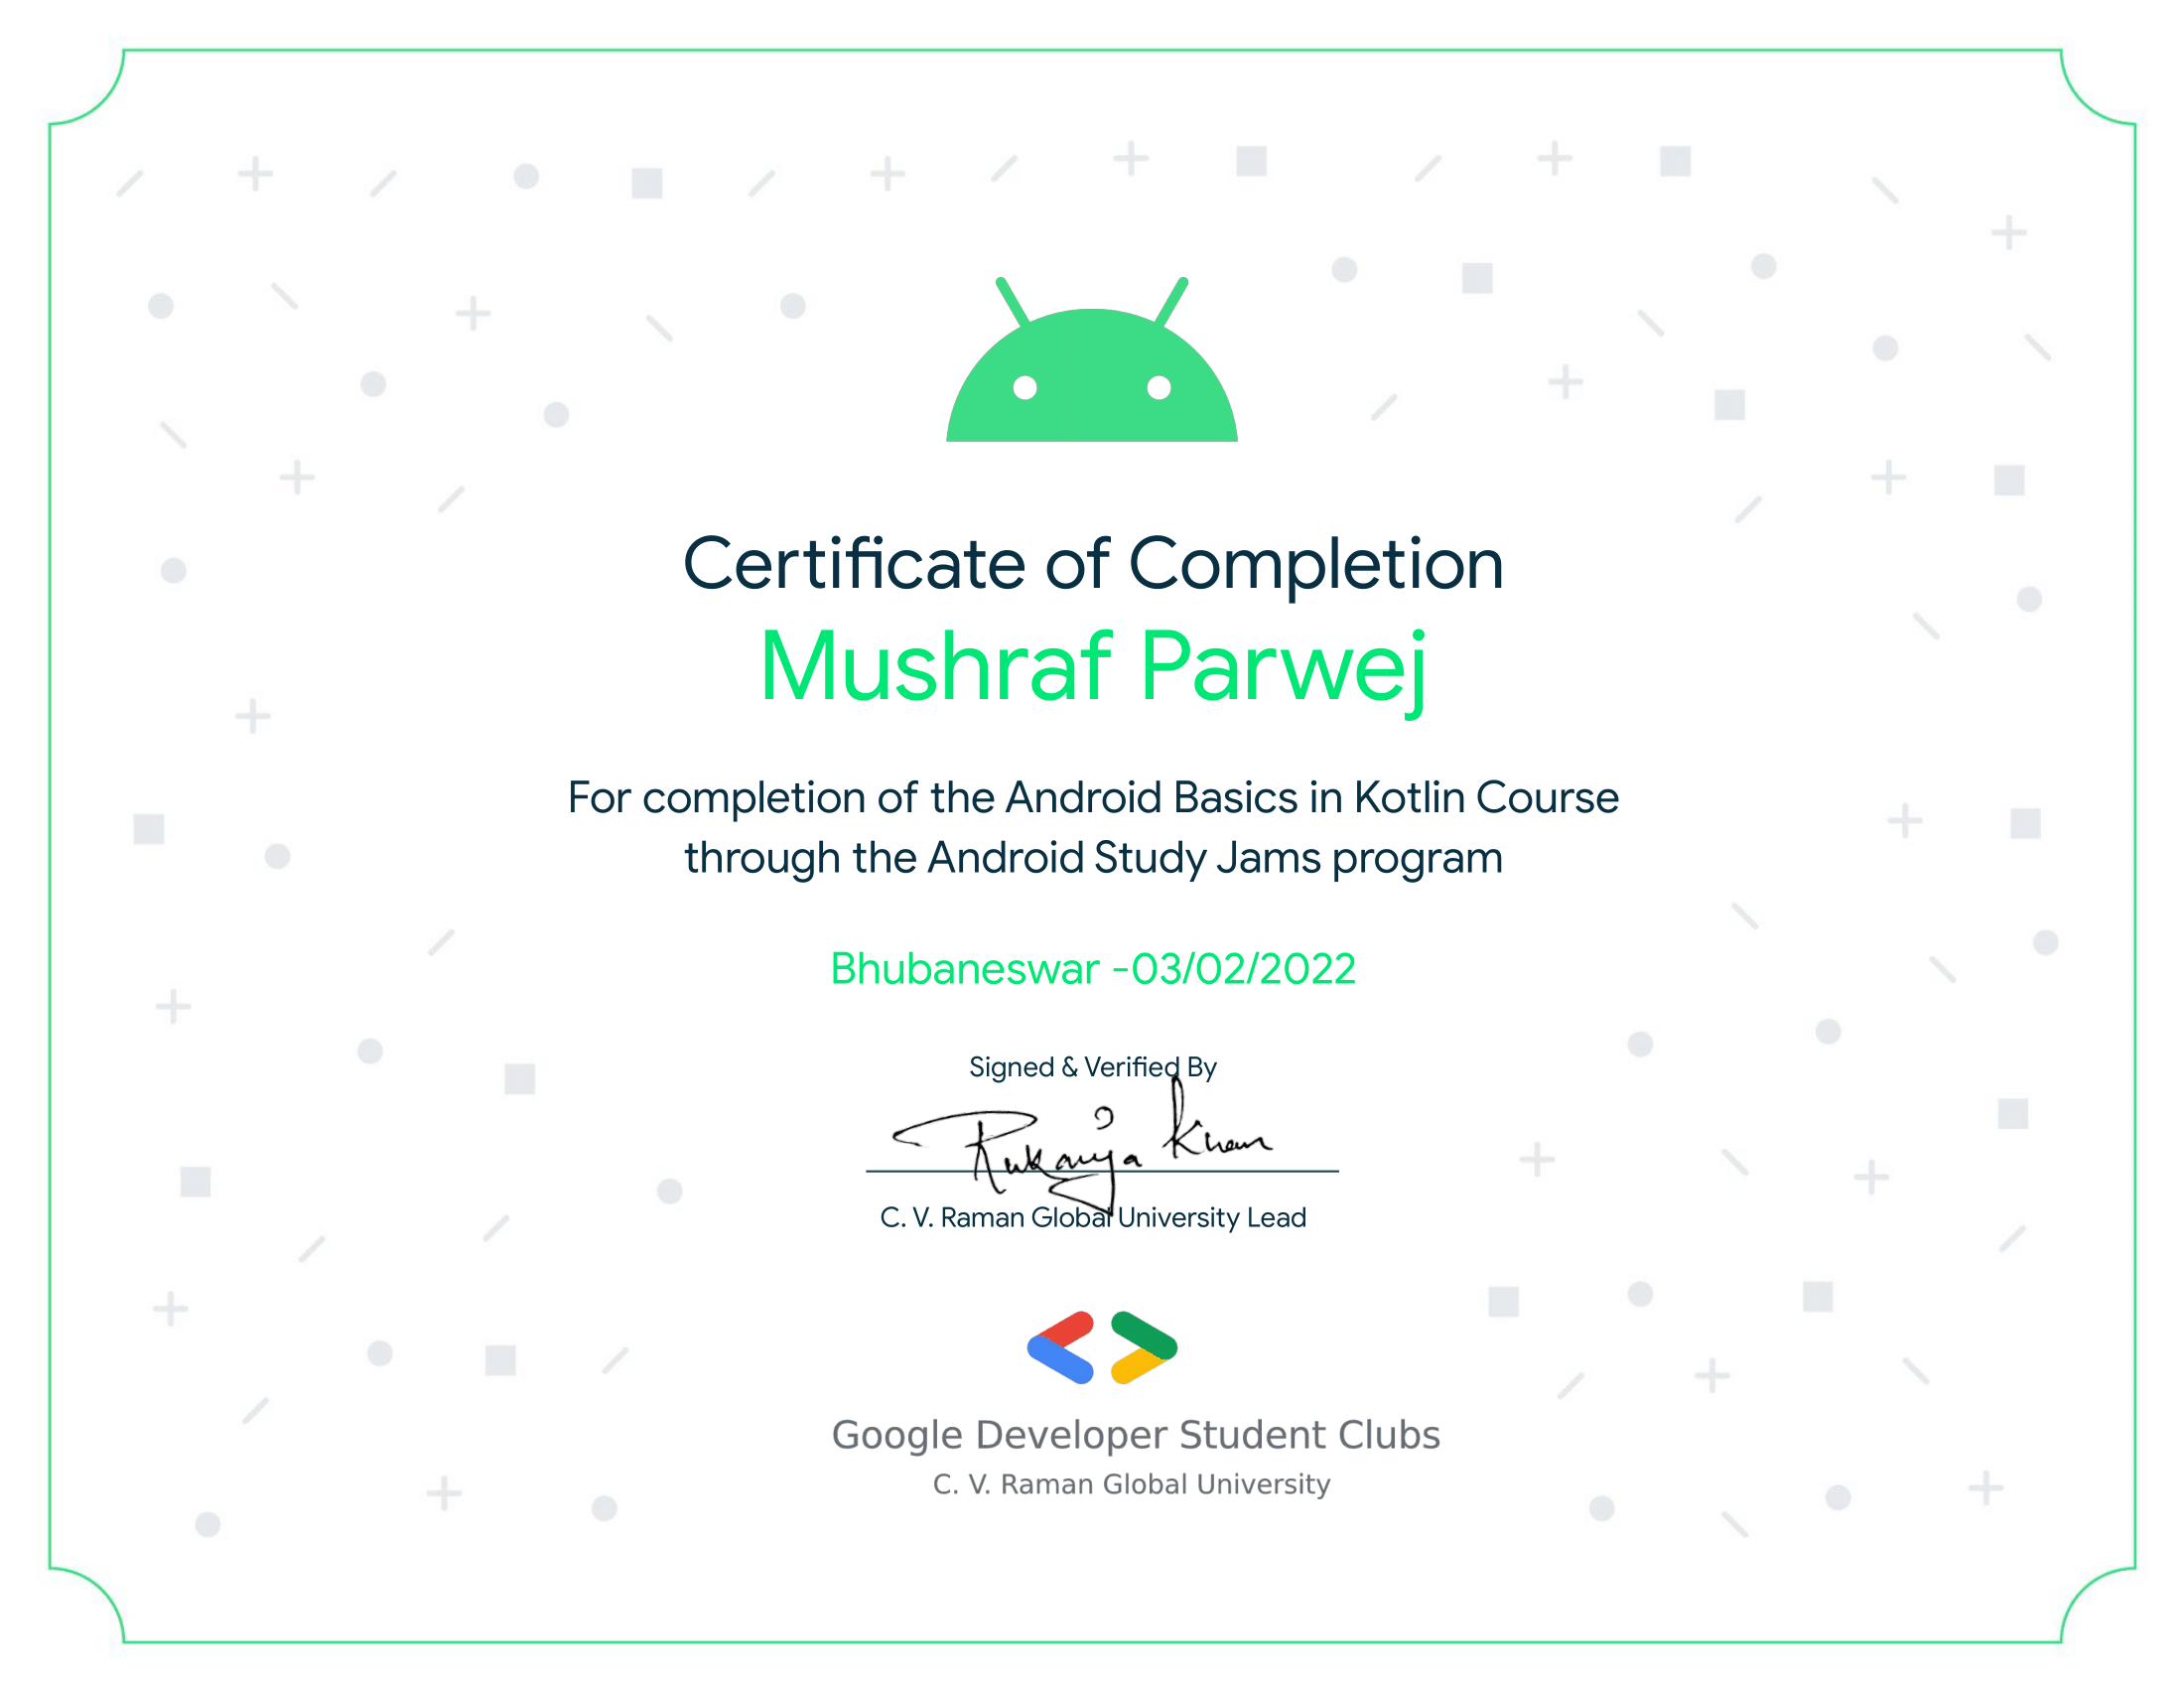 Certificate of Completion
Mushraf Parwej
For completion of the Android Basics in Kotlin Course
through the Android Study Jams program
Bhubaneswar -03/02/2022
Signed & Verified By
Rukaiya Khan
C. V. Raman Global University Lead
Google Developer Student Clubs
C. V. Raman Global University